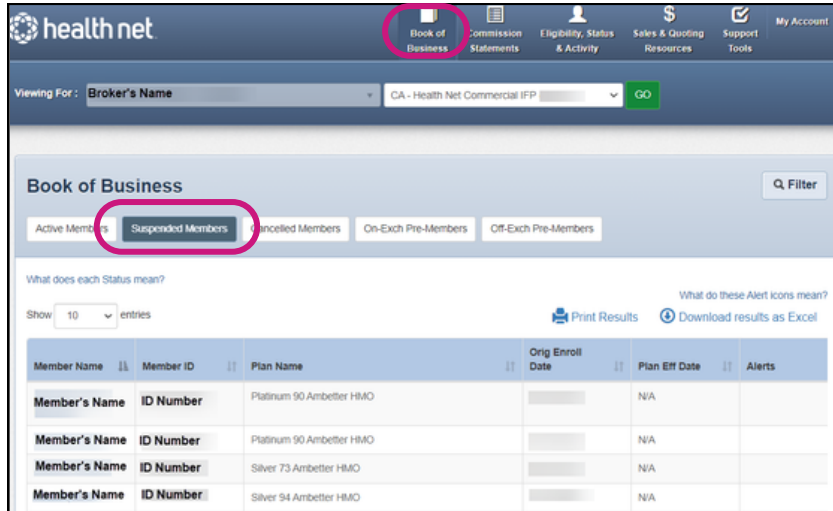 health net
Book of Business
Commission Statements
Eligibility, Status & Activity
Sales & Quoting Resources
Support Tools
My Account
Viewing For : Broker's Name
CA - Health Net Commercial IFP
GO
Book of Business
Filter
Active Members Suspended Members Cancelled Members On-Exch Pre-Members Off-Exch Pre-Members
What does each Status mean?
What do these Alert icons mean?
Show 10 entries
Print Results Download results as Excel
Member Name Member ID Plan Name Orig Enroll Date Plan Eff Date Alerts
Member's Name ID Number Platinum 90 Ambetter HMO N/A
Member's Name ID Number Platinum 90 Ambetter HMO N/A
Member's Name ID Number Silver 73 Ambetter HMO N/A
Member's Name ID Number Silver 94 Ambetter HMO N/A